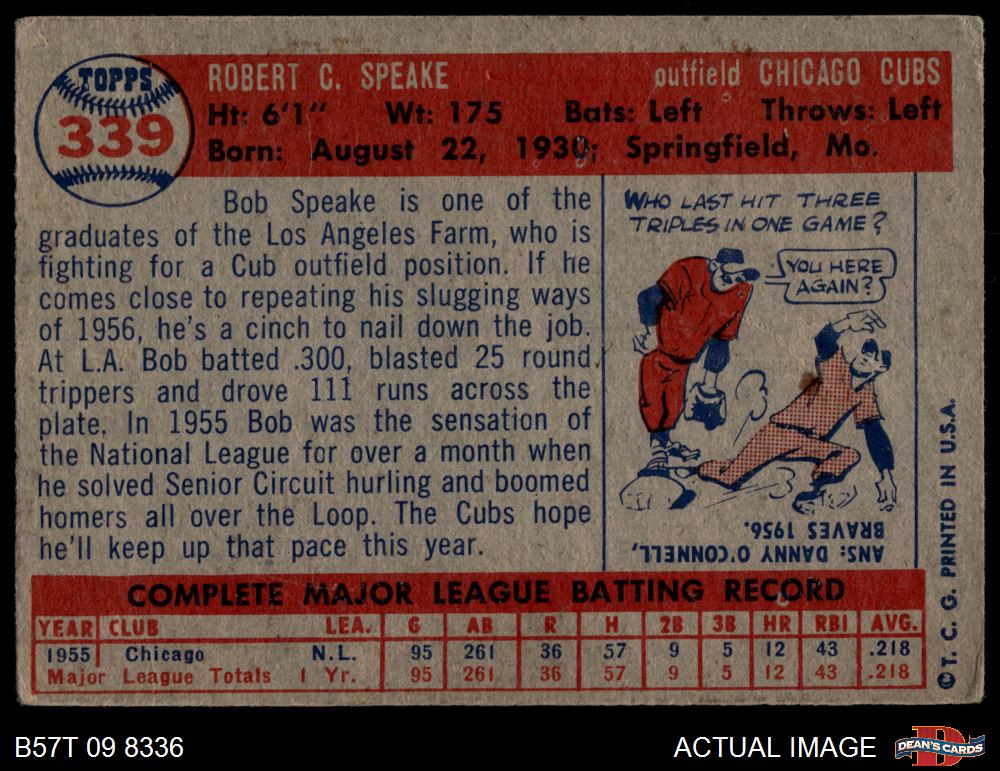 TOPPS
339
ROBERT C. SPEAKE outfield CHICAGO CUBS
Ht: 6'1" Wt: 175 Bats: Left Throws: Left
Born: August 22, 1930; Springfield, Mo.
Bob Speake is one of the
graduates of the Los Angeles Farm, who is
fighting for a Cub outfield position. If he
comes close to repeating his slugging ways
of 1956, he's a cinch to nail down the job.
At L.A. Bob batted .300, blasted 25 round
trippers and drove 111 runs across the
plate. In 1955 Bob was the sensation of
the National League for over a month when
he solved Senior Circuit hurling and boomed
homers all over the Loop. The Cubs hope
he'll keep up that pace this year.
WHO LAST HIT THREE
TRIPLES IN ONE GAME?
YOU HERE
AGAIN?
ANS: DANNY O'CONNELL,
BRAVES 1956.
COMPLETE MAJOR LEAGUE BATTING RECORD
YEAR CLUB LEA. G AB R H 2B 3B HR RBI AVG.
1955 Chicago N.L. 95 261 36 57 9 5 12 43 .218
Major League Totals 1 Yr. 95 261 36 57 9 5 12 43 .218
©T. C. G. PRINTED IN U.S.A.
B57T 09 8336
ACTUAL IMAGE
DEAN'S CARDS